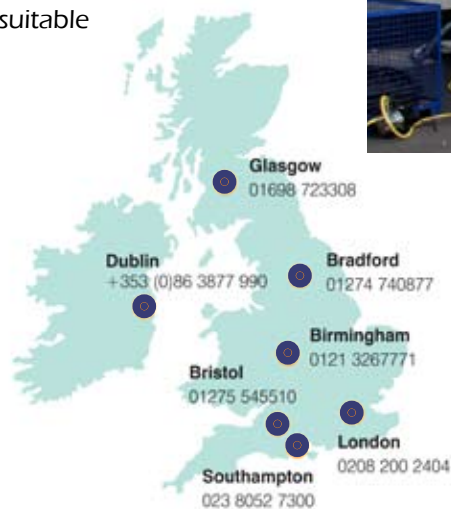 suitable
Glasgow
01698 723308
Dublin
+353 (0)86 3877 990
Bradford
01274 740877
Birmingham
0121 3267771
Bristol
01275 545510
London
0208 200 2404
Southampton
023 8052 7300